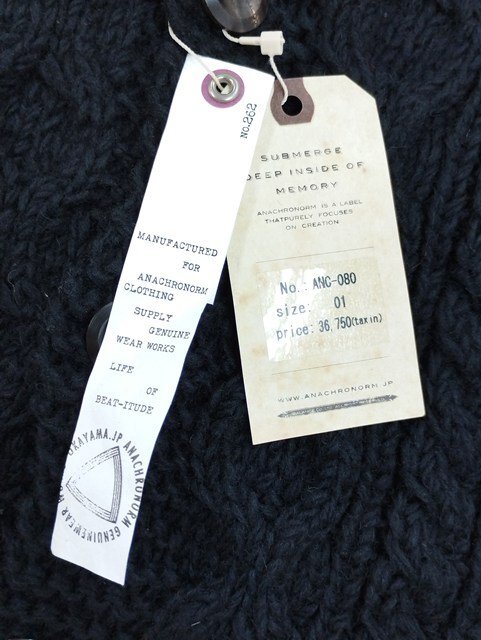 NO.262
MANUFACTURED
FOR
ANACHRONORM
CLOTHING
SUPPLY
GENUINE
WEAR WORKS
LIFE
OF
BEAT-ITUDE
OKAYAMA.JP ANACHRONORM GENUINEWEAR
SUBMERGE
DEEP INSIDE OF
MEMORY
ANACHRONORM IS A LABEL
THATPURELY FOCUSES
ON CREATION.
No.: ANC-080
size: 01
price: 36,750(taxin)
WWW.ANACHRONORM.JP